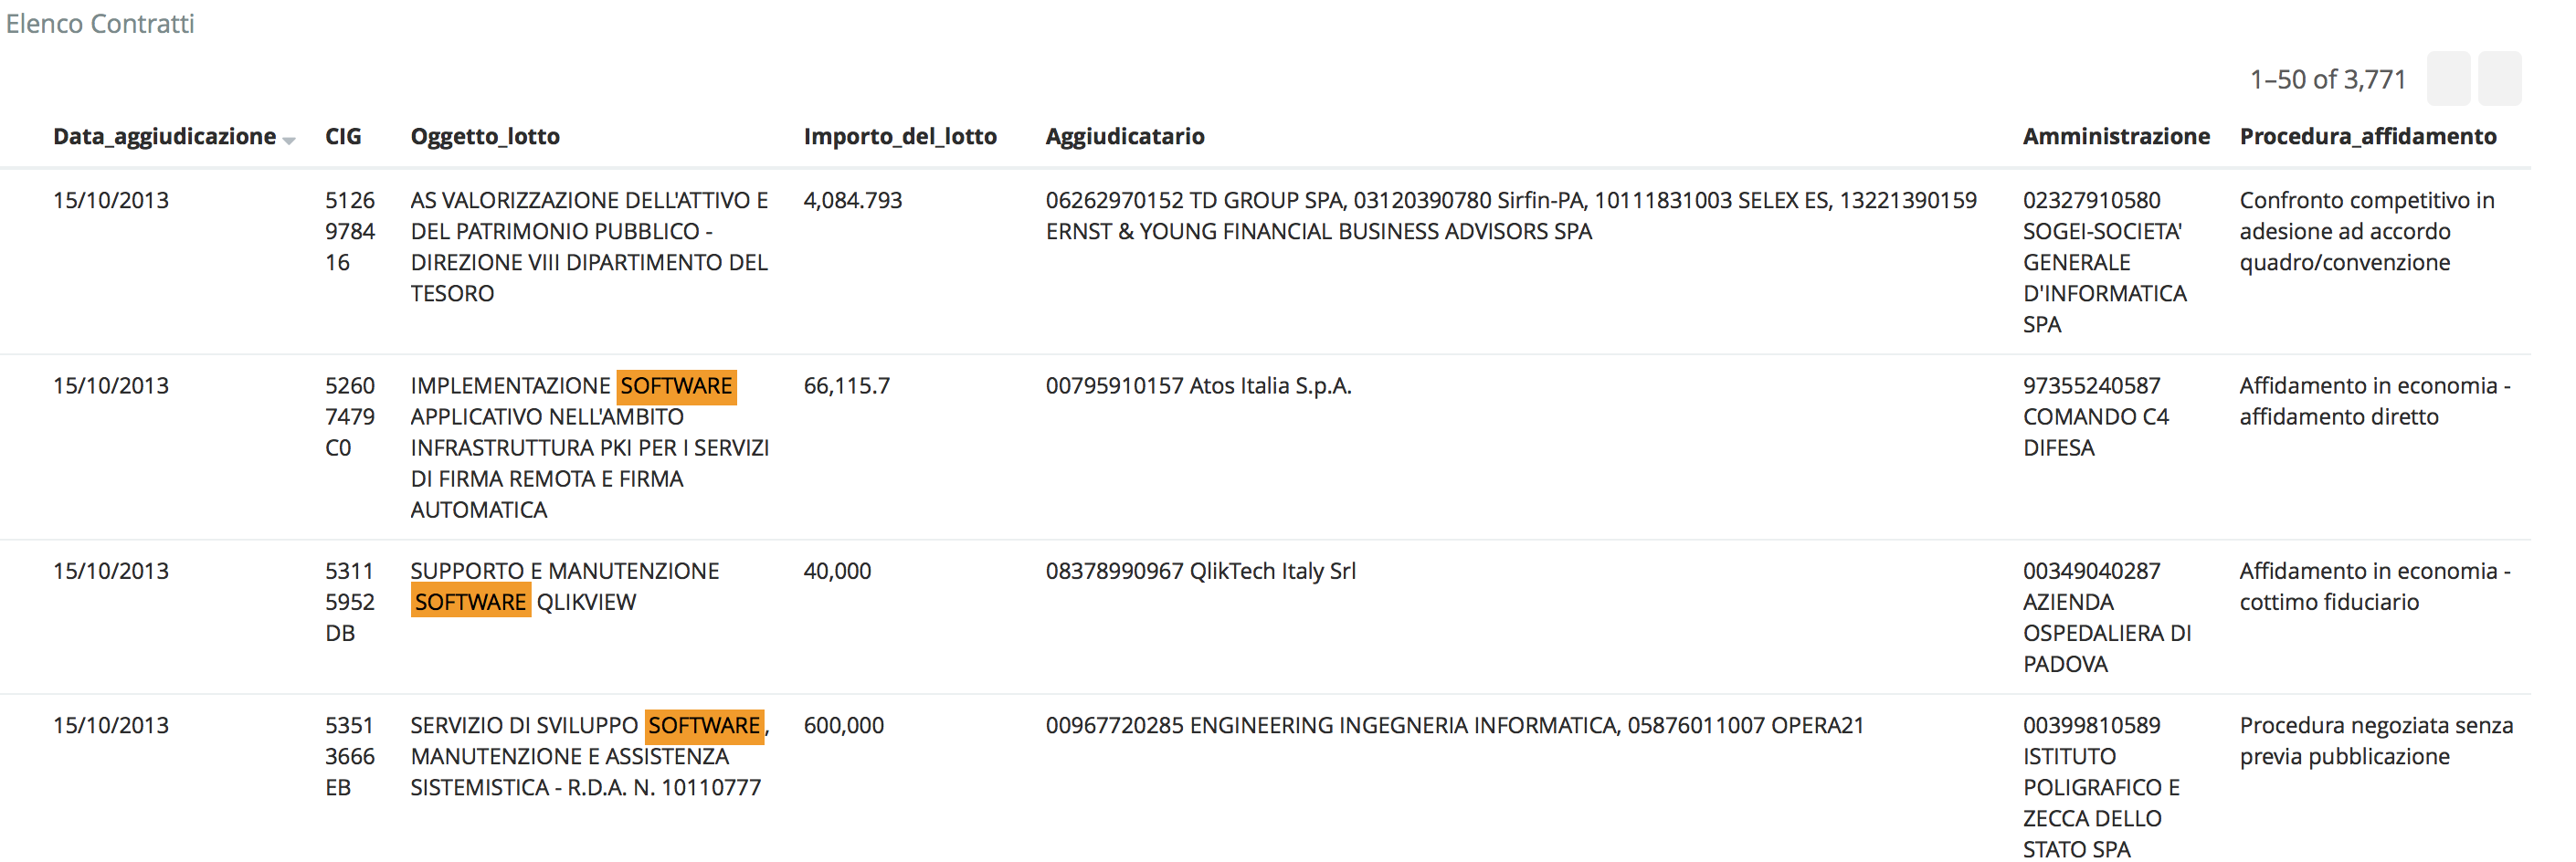 Elenco Contratti
1–50 of 3,771
Data_aggiudicazione CIG Oggetto_lotto Importo_del_lotto Aggiudicatario Amministrazione Procedura_affidamento
15/10/2013 5126 AS VALORIZZAZIONE DELL'ATTIVO E 4,084.793 06262970152 TD GROUP SPA, 03120390780 Sirfin-PA, 10111831003 SELEX ES, 13221390159 02327910580 Confronto competitivo in
9784 DEL PATRIMONIO PUBBLICO - ERNST & YOUNG FINANCIAL BUSINESS ADVISORS SPA SOGEI-SOCIETA' adesione ad accordo
16 DIREZIONE VIII DIPARTIMENTO DEL GENERALE quadro/convenzione
TESORO D'INFORMATICA
SPA
15/10/2013 5260 IMPLEMENTAZIONE SOFTWARE 66,115.7 00795910157 Atos Italia S.p.A. 97355240587 Affidamento in economia -
7479 APPLICATIVO NELL'AMBITO COMANDO C4 affidamento diretto
C0 INFRASTRUTTURA PKI PER I SERVIZI DIFESA
DI FIRMA REMOTA E FIRMA
AUTOMATICA
15/10/2013 5311 SUPPORTO E MANUTENZIONE 40,000 08378990967 QlikTech Italy Srl 00349040287 Affidamento in economia -
5952 SOFTWARE QLIKVIEW AZIENDA cottimo fiduciario
DB OSPEDALIERA DI
PADOVA
15/10/2013 5351 SERVIZIO DI SVILUPPO SOFTWARE, 600,000 00967720285 ENGINEERING INGEGNERIA INFORMATICA, 05876011007 OPERA21 00399810589 Procedura negoziata senza
3666 MANUTENZIONE E ASSISTENZA ISTITUTO previa pubblicazione
EB SISTEMISTICA - R.D.A. N. 10110777 POLIGRAFICO E
ZECCA DELLO
STATO SPA